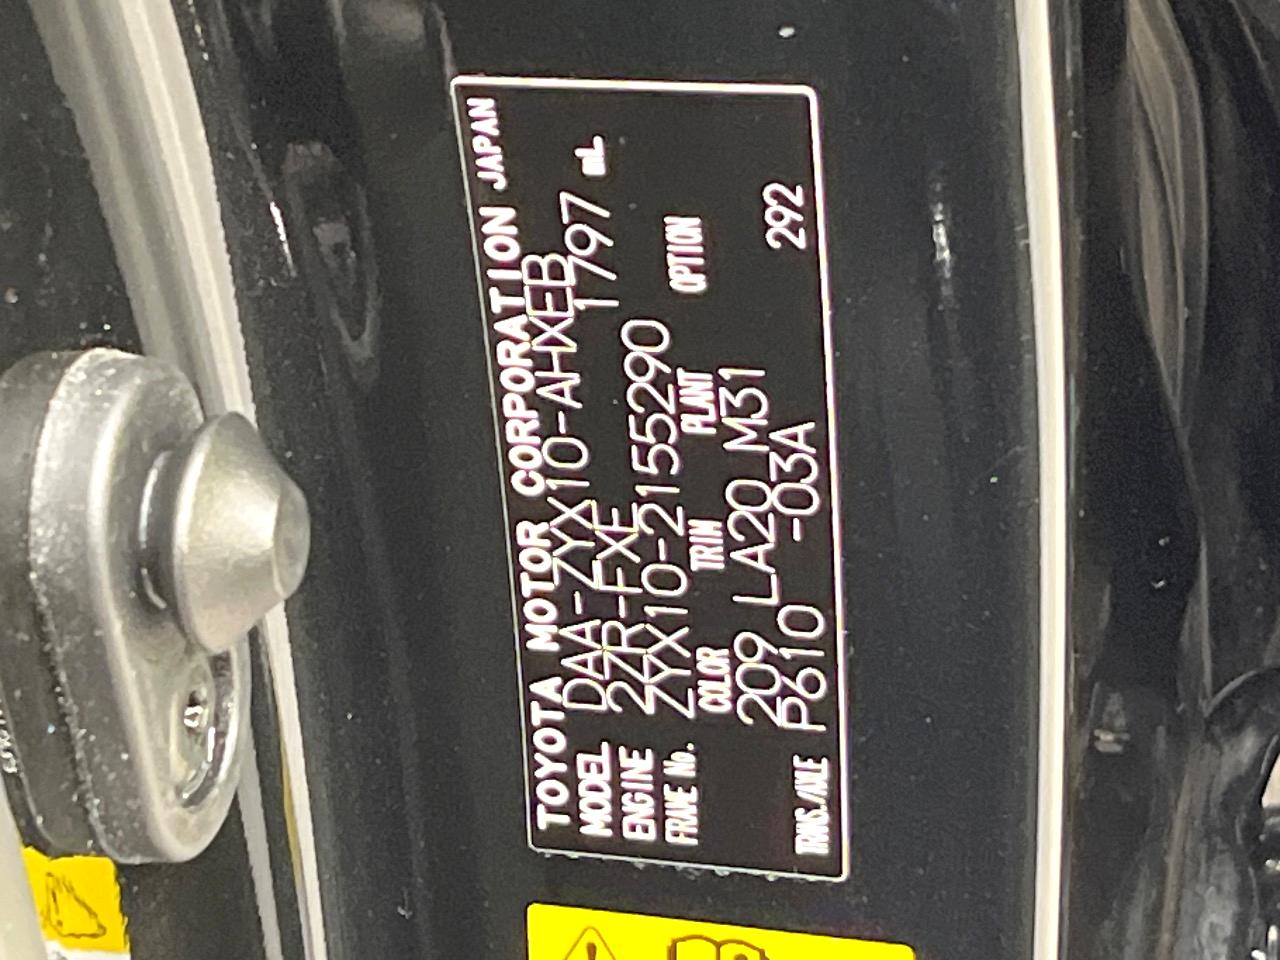 TOYOTA MOTOR CORPORATION JAPAN
MODEL DAA-ZYX10-AHXEB
ENGINE 2ZR-FXE 1797 mL
FRAME No. ZYX10-2155290
COLOR TRIM PLANT OPTION
209 LA20 M31
TRANS./AXLE P610 -03A 292